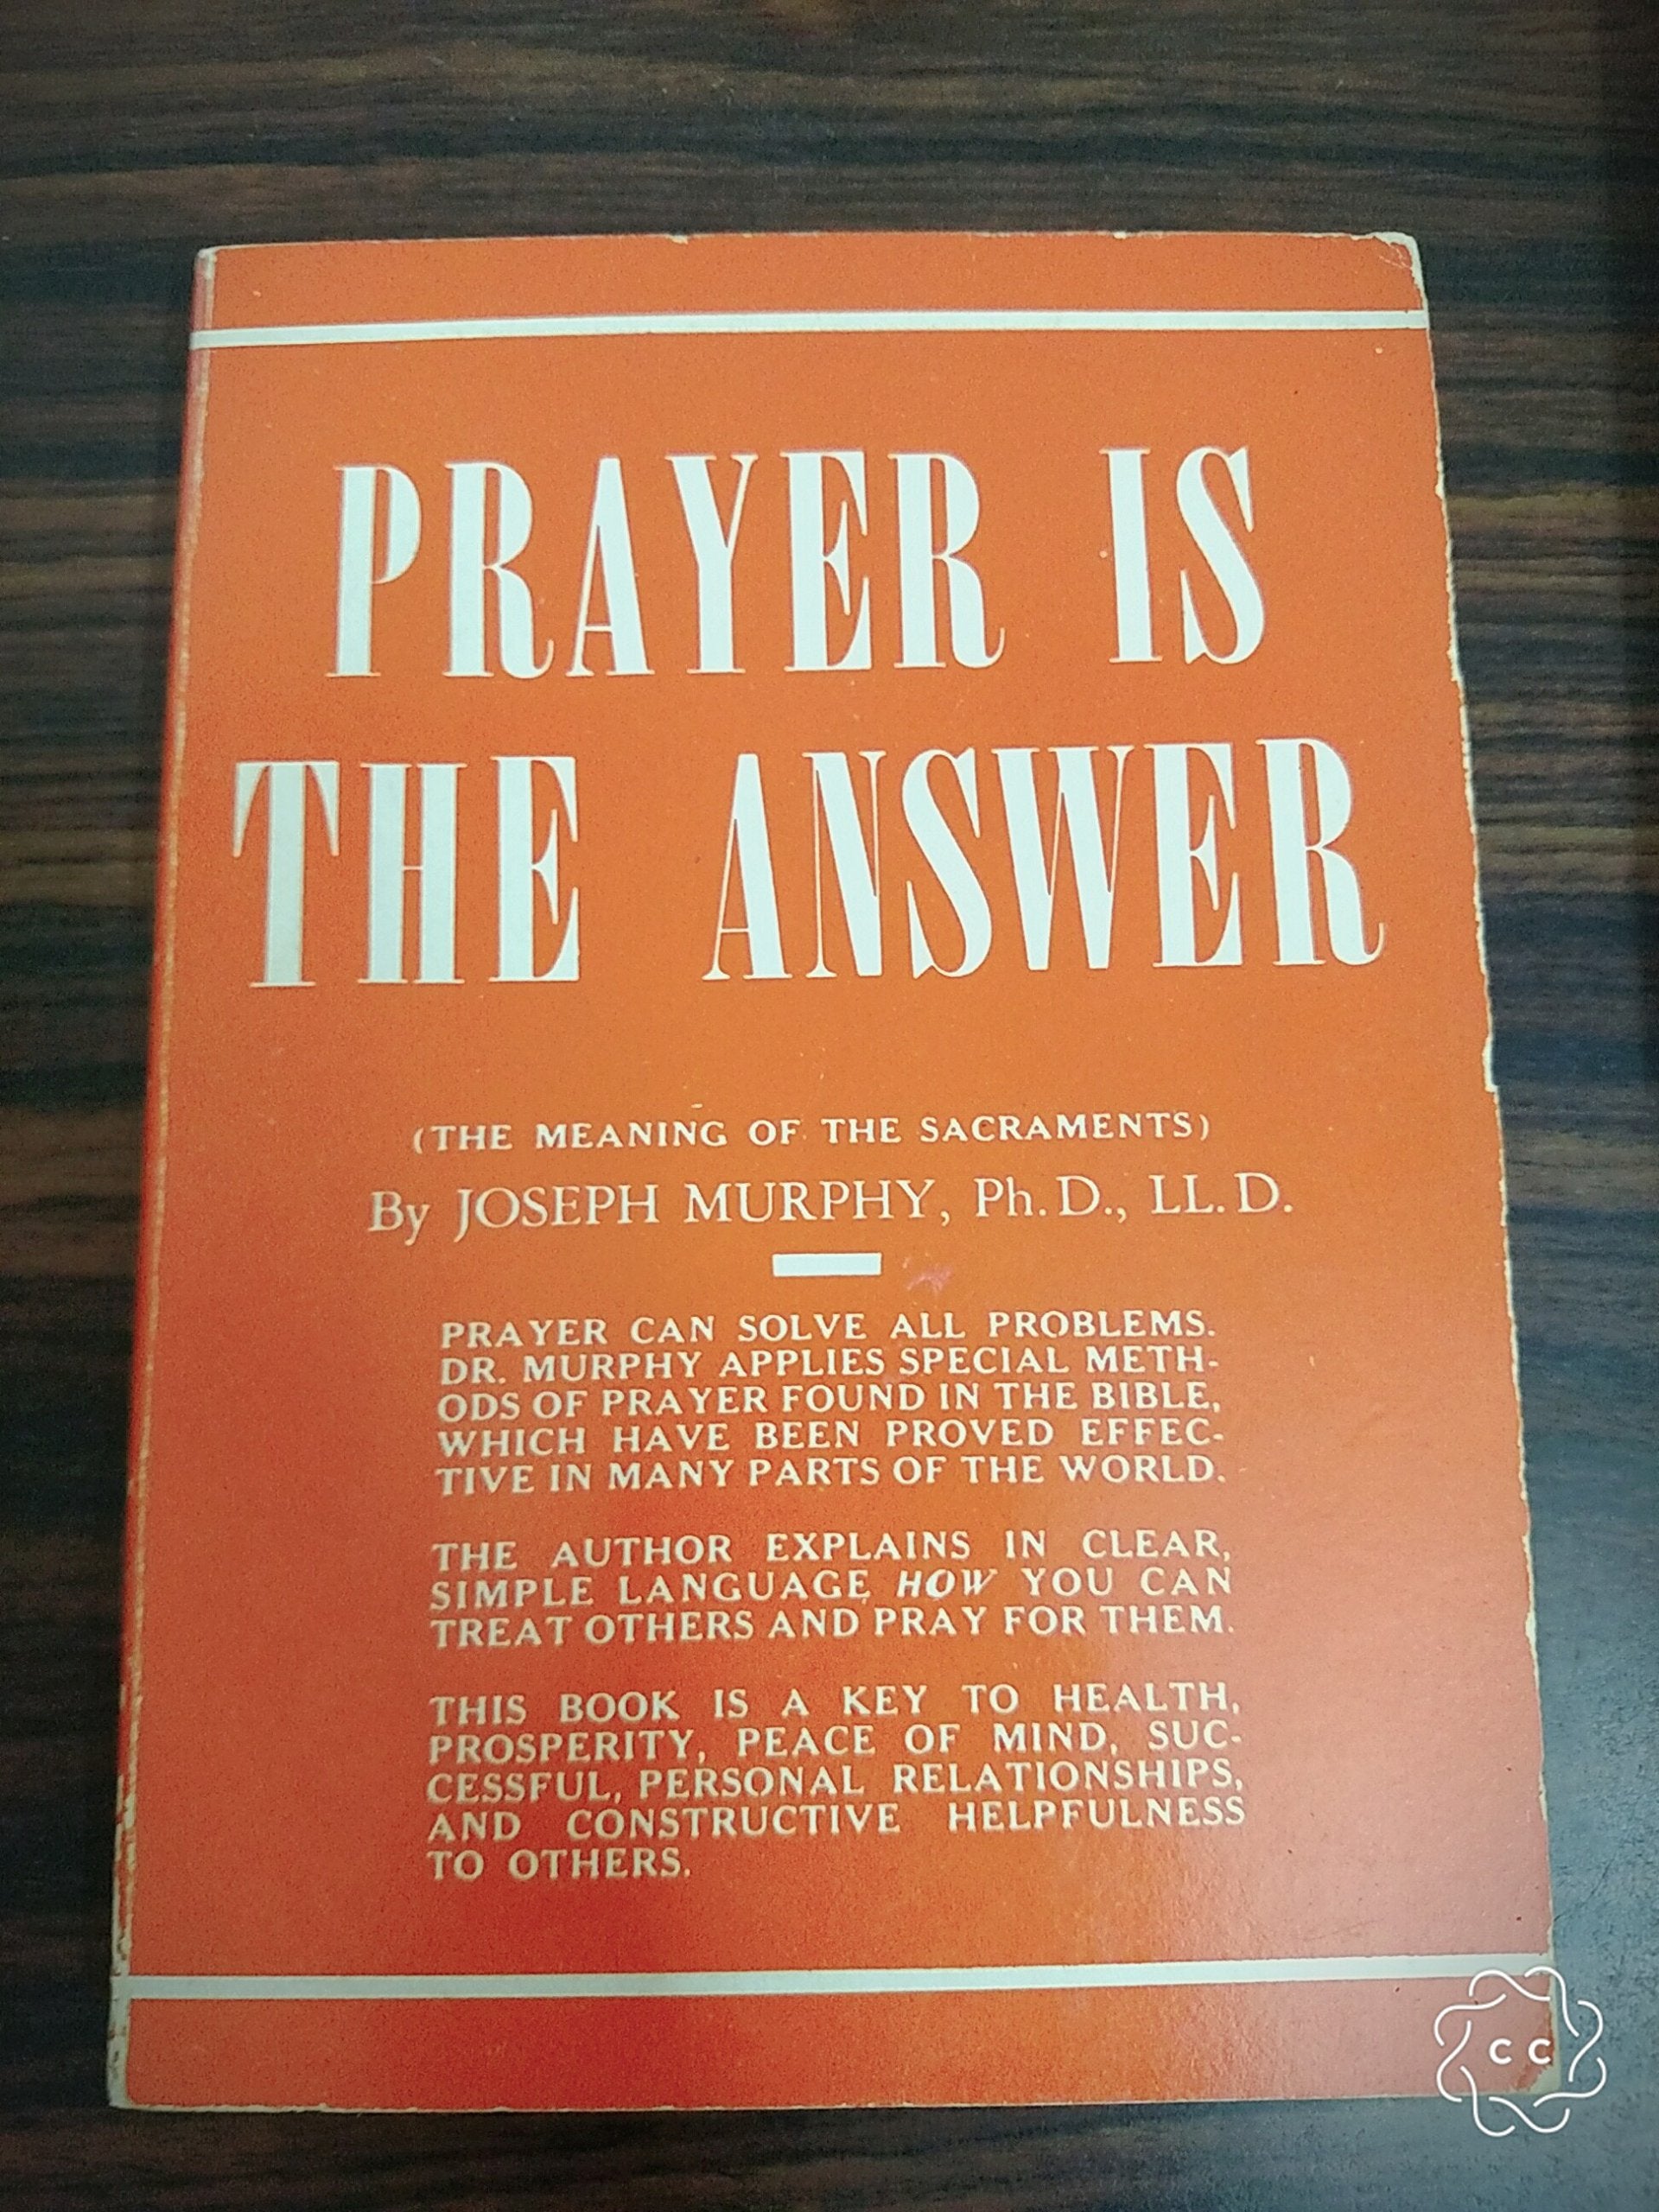 PRAYER IS
THE ANSWER
(THE MEANING OF THE SACRAMENTS)
By JOSEPH MURPHY, Ph.D., LL.D.
PRAYER CAN SOLVE ALL PROBLEMS.
DR. MURPHY APPLIES SPECIAL METH-
ODS OF PRAYER FOUND IN THE BIBLE,
WHICH HAVE BEEN PROVED EFFEC-
TIVE IN MANY PARTS OF THE WORLD.
THE AUTHOR EXPLAINS IN CLEAR,
SIMPLE LANGUAGE HOW YOU CAN
TREAT OTHERS AND PRAY FOR THEM.
THIS BOOK IS A KEY TO HEALTH,
PROSPERITY, PEACE OF MIND, SUC-
CESSFUL, PERSONAL RELATIONSHIPS,
AND CONSTRUCTIVE HELPFULNESS
TO OTHERS.
CC